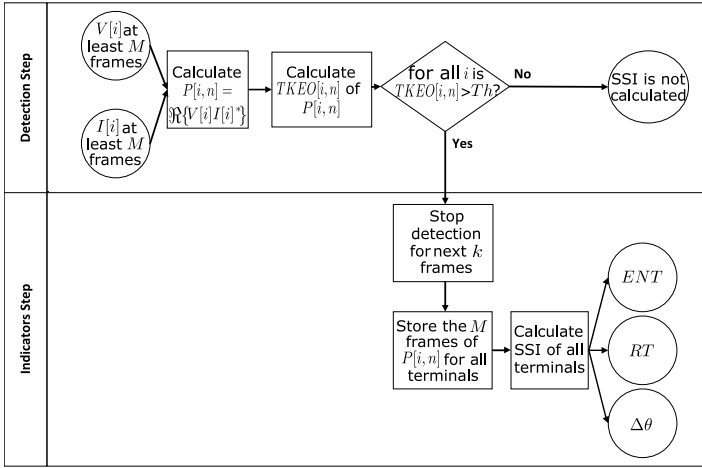 Detection Step
V[i] at
least M
frames
I[i] at
least M
frames
Calculate
P[i,n] =
ℜ{V[i]I[i]*}
Calculate
TKEO[i,n] of
P[i,n]
for all i is
TKEO[i,n]>Th?
No
SSI is not
calculated
Yes
Indicators Step
Stop
detection
for next k
frames
Store the M
frames of
P[i,n] for all
terminals
Calculate
SSI of all
terminals
ENT
RT
Δθ